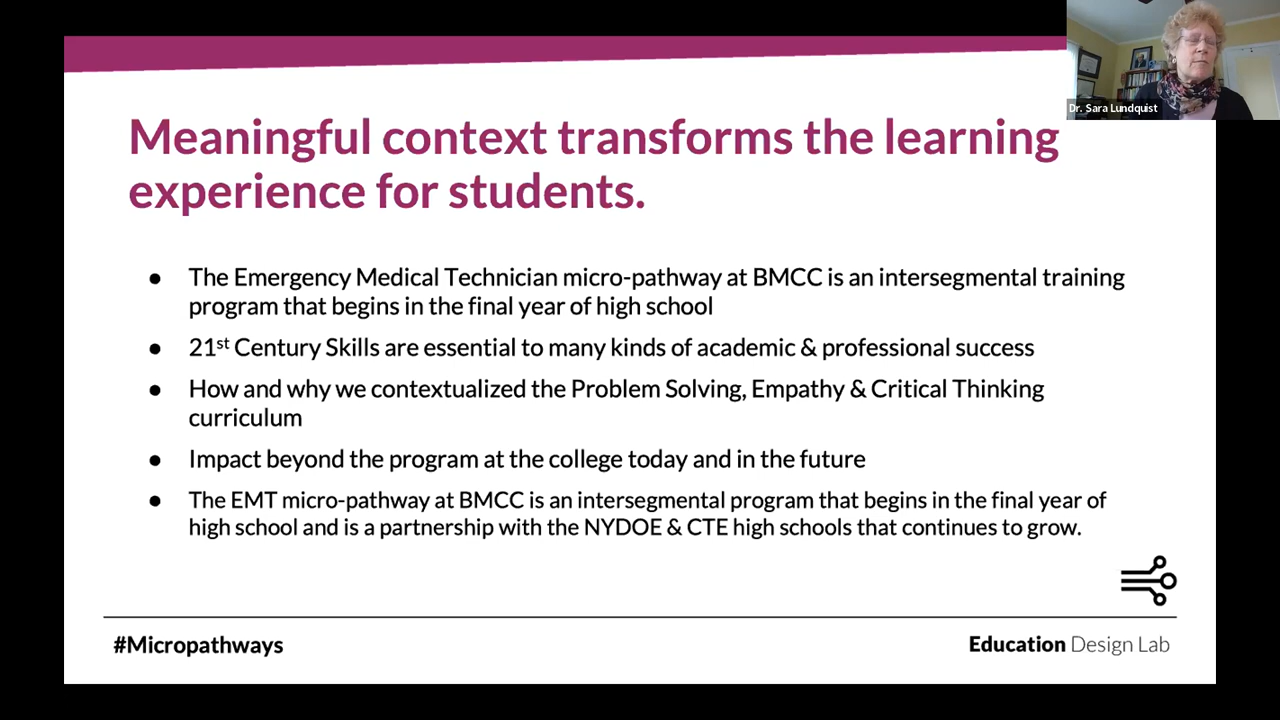 Dr. Sara Lundquist
Meaningful context transforms the learning
experience for students.
● The Emergency Medical Technician micro-pathway at BMCC is an intersegmental training
program that begins in the final year of high school
● 21st Century Skills are essential to many kinds of academic & professional success
● How and why we contextualized the Problem Solving, Empathy & Critical Thinking
curriculum
● Impact beyond the program at the college today and in the future
● The EMT micro-pathway at BMCC is an intersegmental program that begins in the final year of
high school and is a partnership with the NYDOE & CTE high schools that continues to grow.
#Micropathways
Education Design Lab